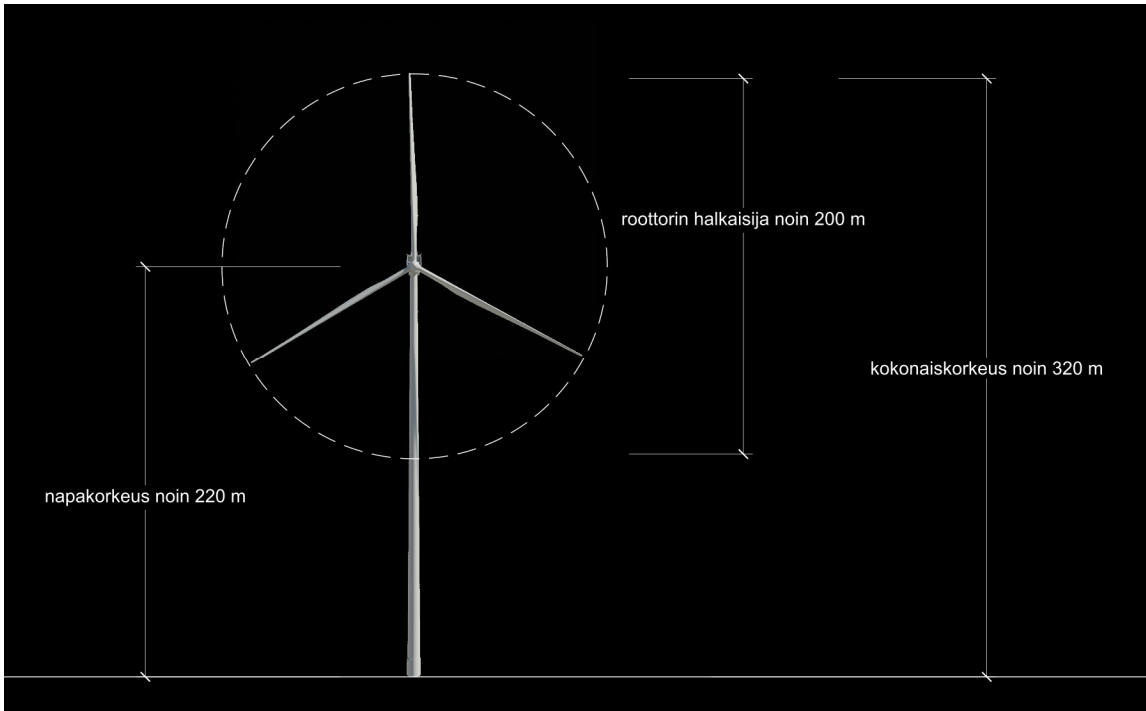 roottorin halkaisija noin 200 m
kokonaiskorkeus noin 320 m
napakorkeus noin 220 m